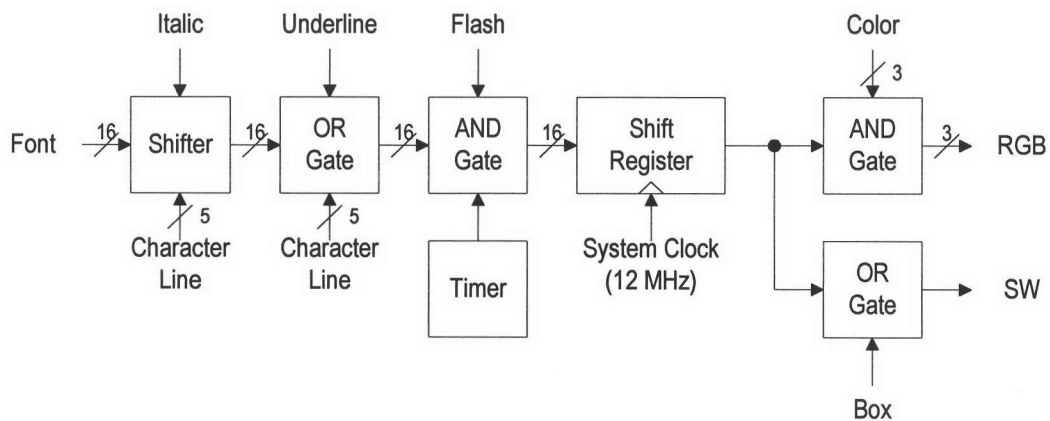 Italic
Underline
Flash
Color
3
Font
16
Shifter
16
OR
Gate
16
AND
Gate
16
Shift
Register
AND
Gate
3
RGB
5
Character
Line
5
Character
Line
Timer
System Clock
(12 MHz)
OR
Gate
SW
Box